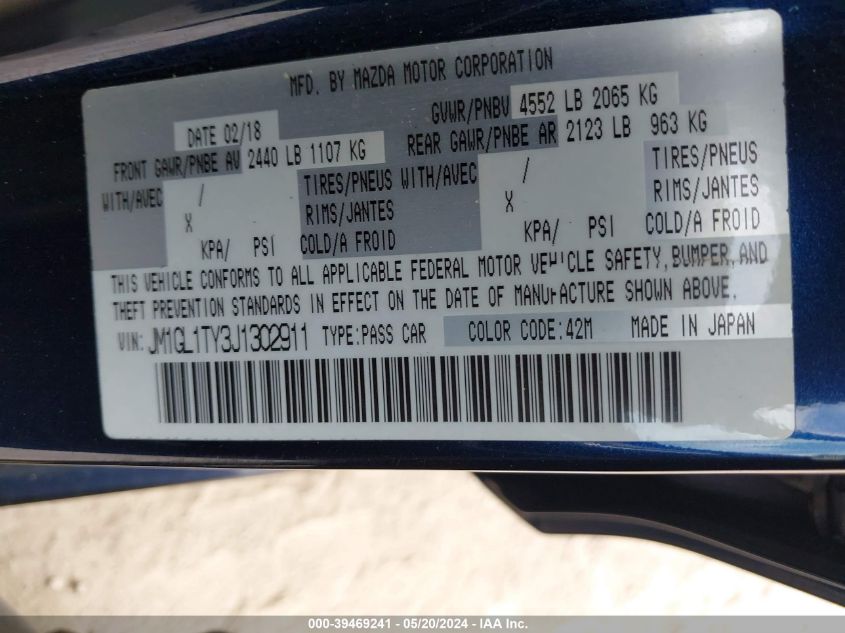 MFD. BY MAZDA MOTOR CORPORATION
DATE 02/18 GVWR/PNBV 4552 LB 2065 KG
FRONT GAWR/PNBE AV 2440 LB 1107 KG REAR GAWR/PNBE AR 2123 LB 963 KG
WITH/AVEC / TIRES/PNEUS WITH/AVEC / TIRES/PNEUS
X RIMS/JANTES X RIMS/JANTES
KPA/ PSI COLD/A FROID KPA/ PSI COLD/A FROID
THIS VEHICLE CONFORMS TO ALL APPLICABLE FEDERAL MOTOR VEHICLE SAFETY, BUMPER, AND
THEFT PREVENTION STANDARDS IN EFFECT ON THE DATE OF MANUFACTURE SHOWN ABOVE.
VIN: JM1GL1TY3J1302911 TYPE:PASS CAR COLOR CODE:42M MADE IN JAPAN
000-39469241 - 05/20/2024 - IAA Inc.